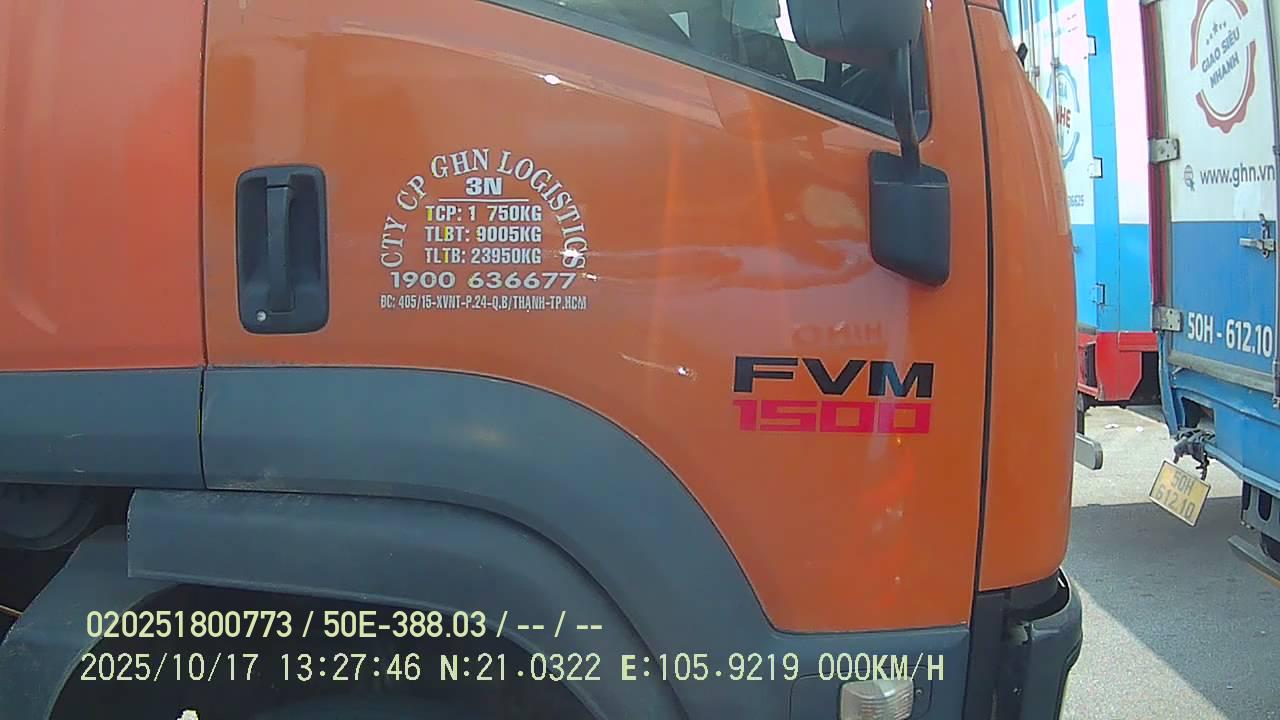 CTY CP GHN LOGISTICS
3N
TCP: 1 750KG
TLBT: 9005KG
TLTB: 23950KG
1900 636677
ĐC: 405/15-XVNT-P.24-Q.B/THANH-TP.HCM
FVM
1500
GIAO SIÊU
NHANH
www.ghn.vn
50H - 612.10
50H
612.10
020251800773 / 50E-388.03 / -- / --
2025/10/17 13:27:46 N:21.0322 E:105.9219 000KM/H